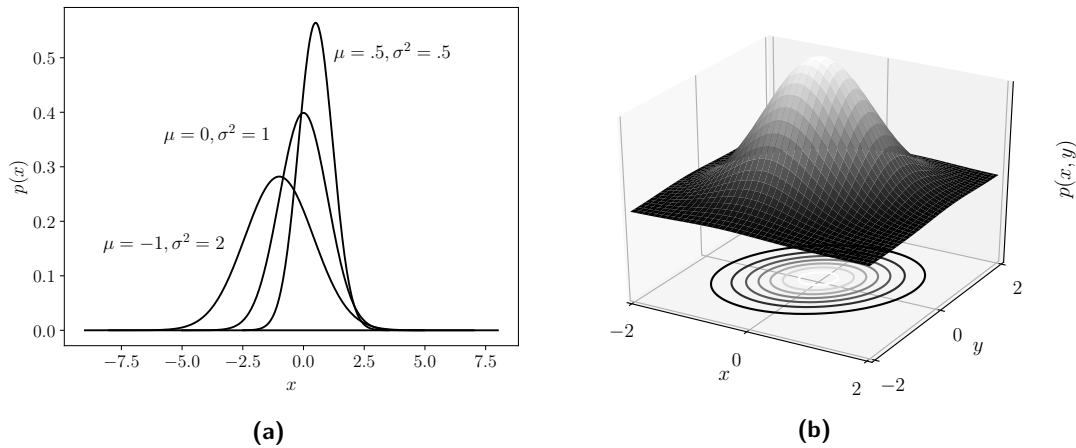 0.5
0.4
0.3
0.2
0.1
0.0
p(x)
μ = .5, σ² = .5
μ = 0, σ² = 1
μ = −1, σ² = 2
−7.5 −5.0 −2.5 0.0 2.5 5.0 7.5
x
(a)
p(x, y)
−2
0
2
x
−2
0
2
y
(b)